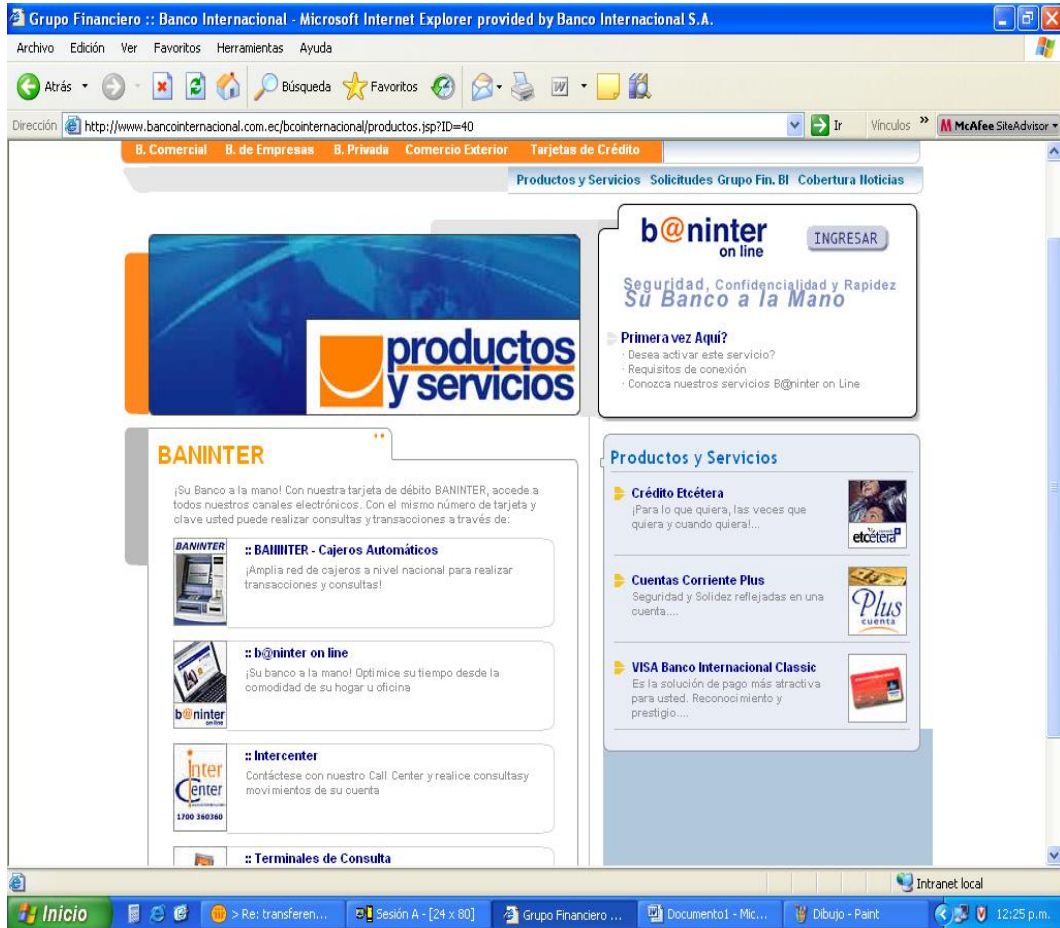 Grupo Financiero :: Banco Internacional - Microsoft Internet Explorer provided by Banco Internacional S.A.
Archivo Edición Ver Favoritos Herramientas Ayuda
Atrás Búsqueda Favoritos
Dirección http://www.bancointernacional.com.ec/bcointernacional/productos.jsp?ID=40 Ir Vínculos » McAfee SiteAdvisor
B. Comercial B. de Empresas B. Privada Comercio Exterior Tarjetas de Crédito
Productos y Servicios Solicitudes Grupo Fin. BI Cobertura Noticias
b@ninter
on line
INGRESAR
Seguridad, Confidencialidad y Rapidez
Su Banco a la Mano
Primera vez Aquí?
· Desea activar este servicio?
· Requisitos de conexión
· Conozca nuestros servicios B@ninter on Line
productos
y servicios
BANINTER
¡Su Banco a la mano! Con nuestra tarjeta de débito BANINTER, accede a
todos nuestros canales electrónicos. Con el mismo número de tarjeta y
clave usted puede realizar consultas y transacciones a través de:
BANINTER
:: BANINTER - Cajeros Automáticos
¡Amplia red de cajeros a nivel nacional para realizar
transacciones y consultas!
:: b@ninter on line
¡Su banco a la mano! Optimice su tiempo desde la
comodidad de su hogar u oficina
b@ninter
on line
:: Intercenter
Contáctese con nuestro Call Center y realice consultasy
movimientos de su cuenta
Inter
Center
1700 360360
:: Terminales de Consulta
Productos y Servicios
Crédito Etcétera
¡Para lo que quiera, las veces que
quiera y cuando quiera!...
etcétera
Cuentas Corriente Plus
Seguridad y Solidez reflejadas en una
cuenta....
Plus
cuenta
VISA Banco Internacional Classic
Es la solución de pago más atractiva
para usted. Reconocimiento y
prestigio....
Intranet local
Inicio > Re: transferen... Sesión A - [24 x 80] Grupo Financiero ... Documento1 - Mic... Dibujo - Paint 12:25 p.m.